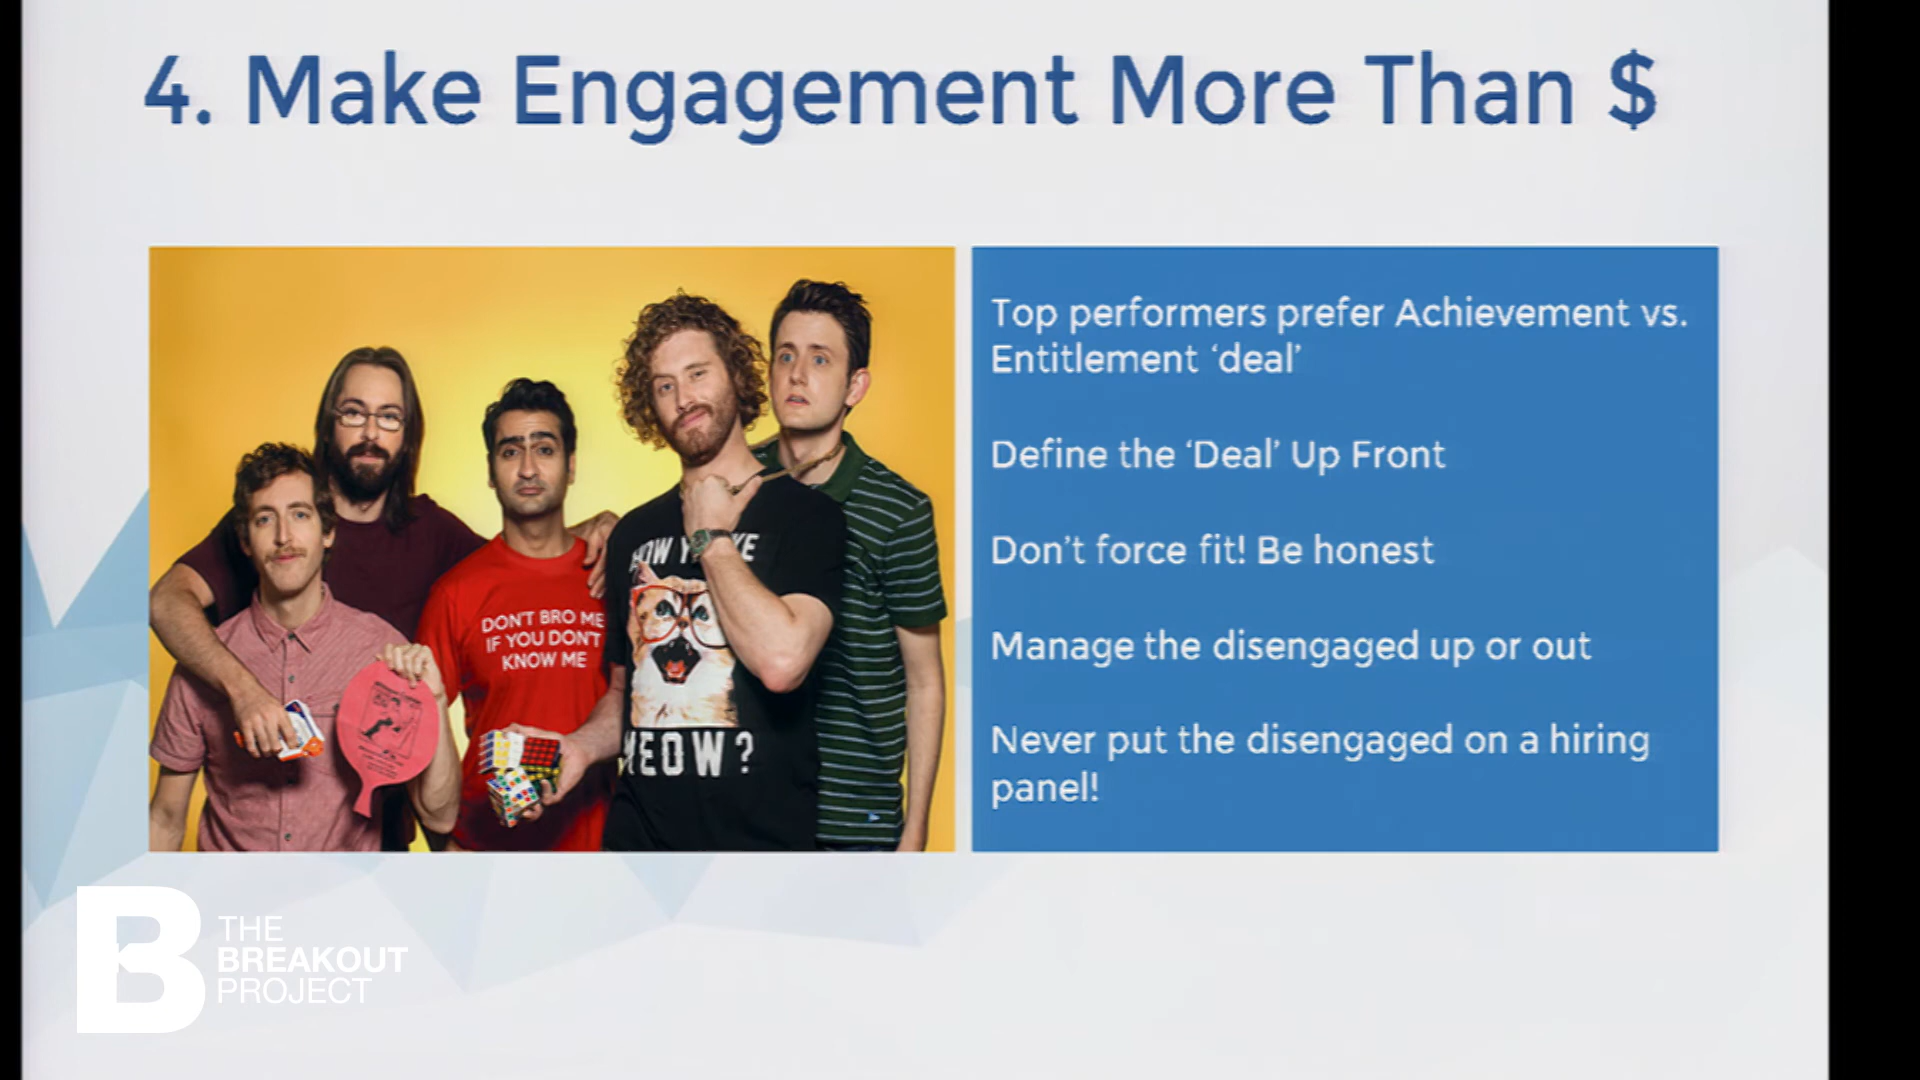 4. Make Engagement More Than $
Top performers prefer Achievement vs.
Entitlement ‘deal’
Define the ‘Deal’ Up Front
Don’t force fit! Be honest
Manage the disengaged up or out
Never put the disengaged on a hiring
panel!
DON'T BRO ME
IF YOU DON'T
KNOW ME
MEOW?
THE
BREAKOUT
PROJECT